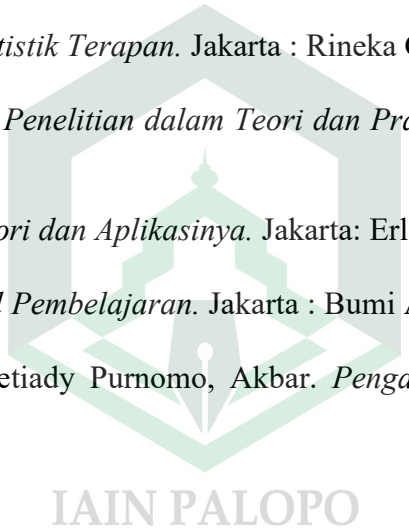 tistik Terapan. Jakarta : Rineka
Penelitian dalam Teori dan
ori dan Aplikasinya. Jakarta: Erl
Pembelajaran. Jakarta : Bumi
etiady Purnomo, Akbar. Penga
IAIN PALOPO